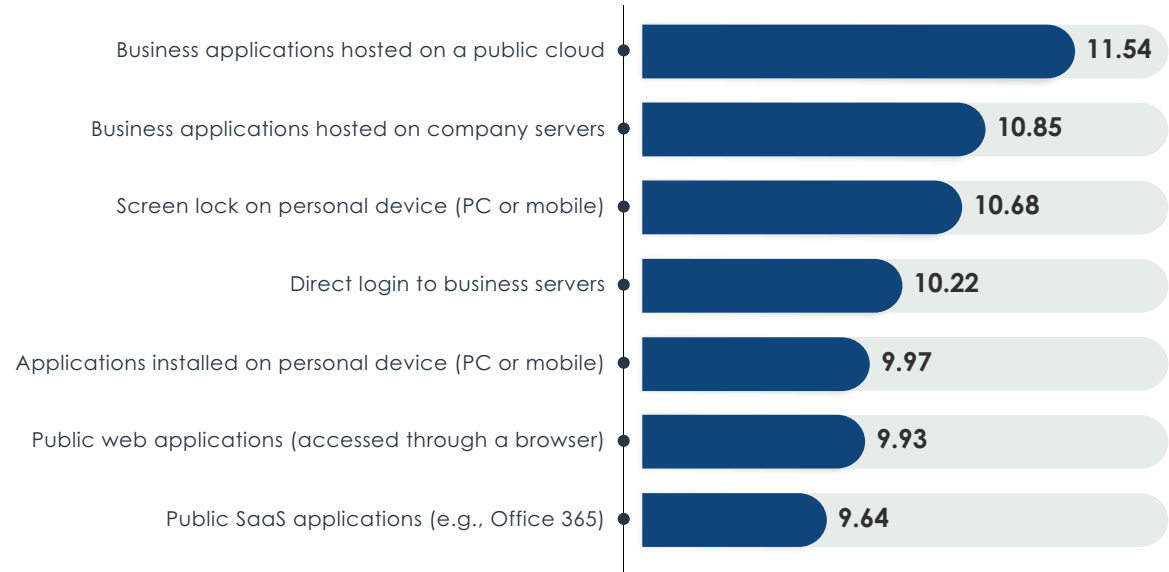 Business applications hosted on a public cloud 11.54
Business applications hosted on company servers 10.85
Screen lock on personal device (PC or mobile) 10.68
Direct login to business servers 10.22
Applications installed on personal device (PC or mobile) 9.97
Public web applications (accessed through a browser) 9.93
Public SaaS applications (e.g., Office 365) 9.64